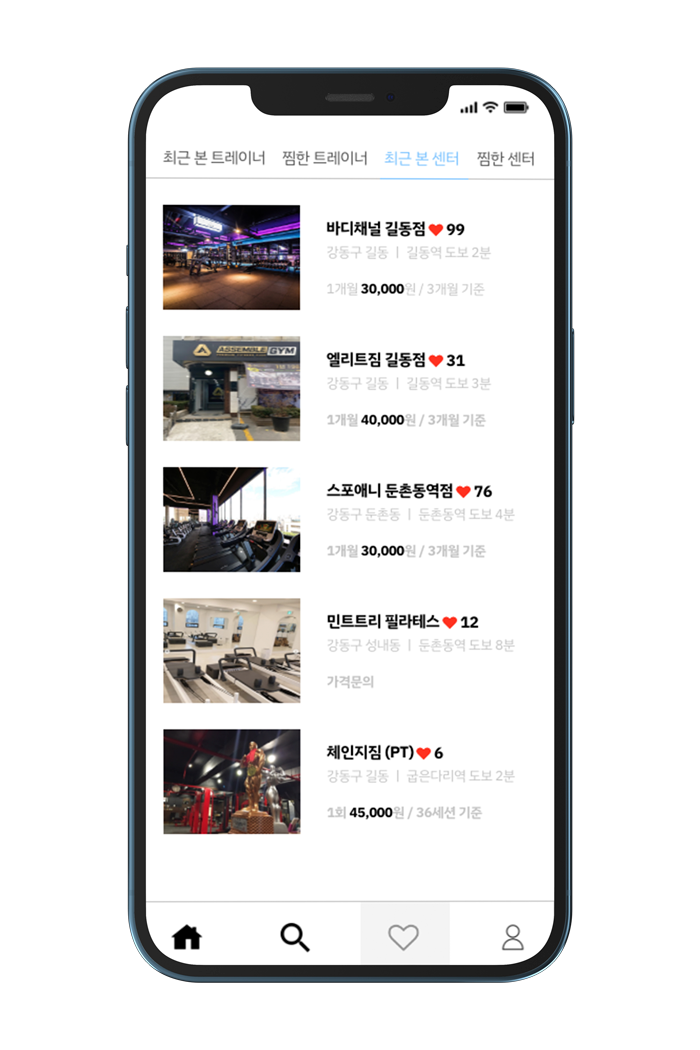 최근 본 트레이너 찜한 트레이너 최근 본 센터 찜한 센터
바디채널 길동점 99
강동구 길동 | 길동역 도보 2분
1개월 30,000원 / 3개월 기준
ASSEMBLE GYM
엘리트짐 길동점 31
강동구 길동 | 길동역 도보 3분
1개월 40,000원 / 3개월 기준
스포애니 둔촌동역점 76
강동구 둔촌동 | 둔촌동역 도보 4분
1개월 30,000원 / 3개월 기준
민트트리 필라테스 12
강동구 성내동 | 둔촌동역 도보 8분
가격문의
체인지짐 (PT) 6
강동구 길동 | 굽은다리역 도보 2분
1회 45,000원 / 36세션 기준